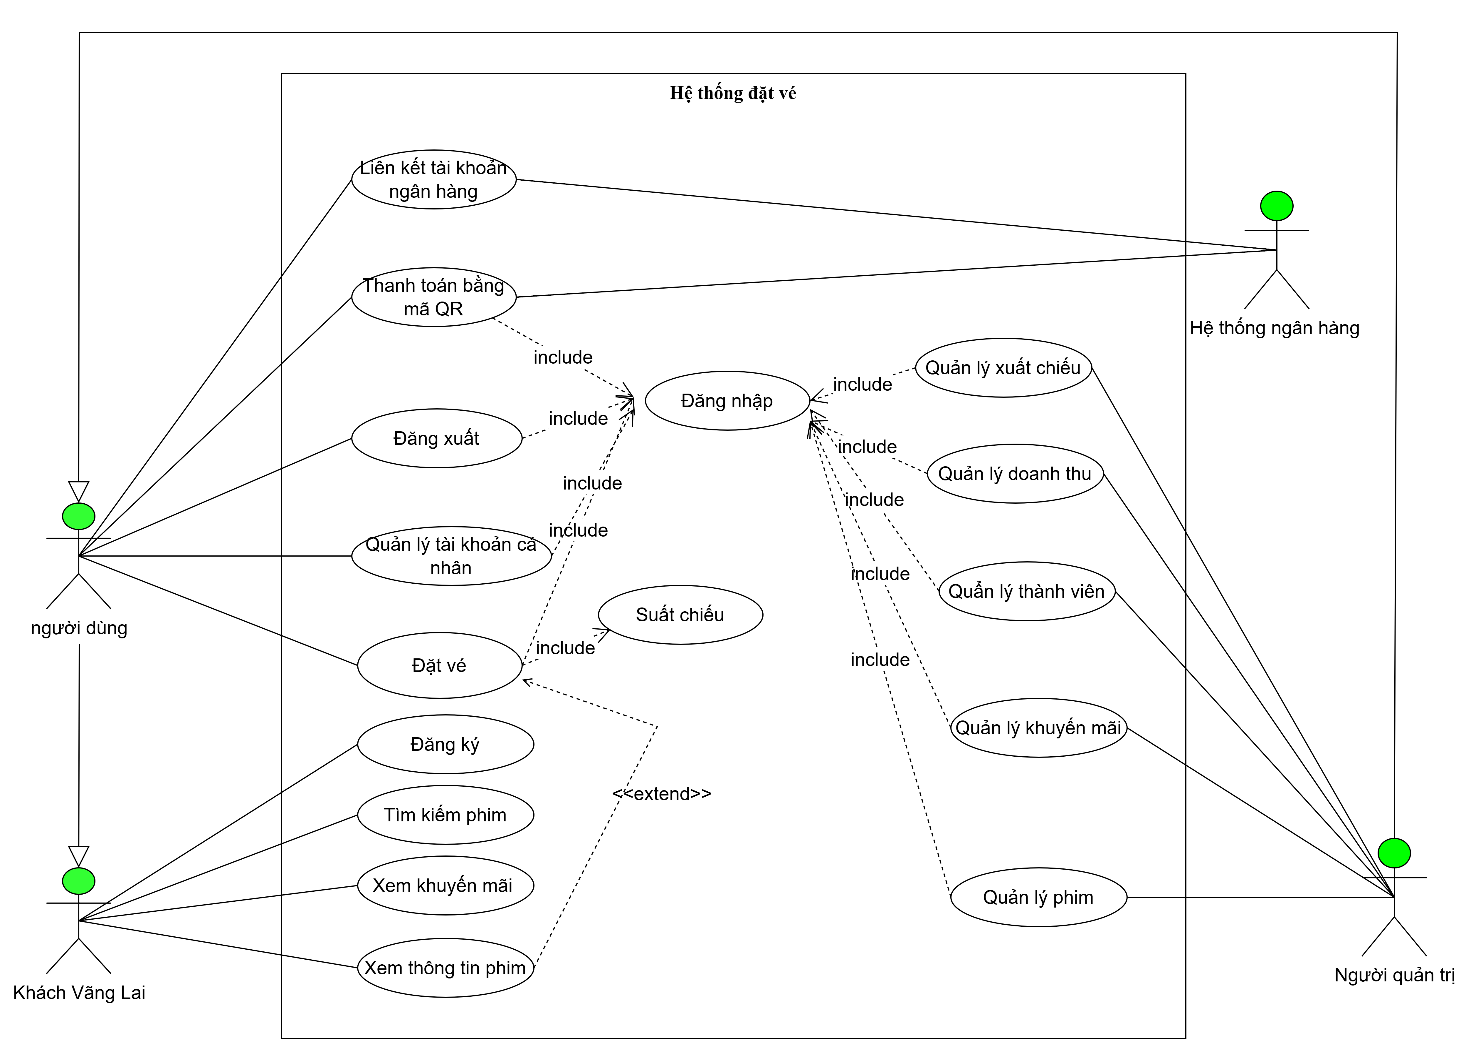 Hệ thống đặt vé
Liên kết tài khoản
ngân hàng
Thanh toán bằng
mã QR
Hệ thống ngân hàng
include
Quản lý xuất chiếu
include
Đăng nhập
include
Đăng xuất
include
Quản lý doanh thu
include
include
include
Quản lý tài khoản cá
nhân
include
Quẩn lý thành viên
Suất chiếu
người dùng
include
Đặt vé
include
Quản lý khuyến mãi
Đăng ký
<<extend>>
Tìm kiếm phim
Xem khuyến mãi
Quản lý phim
Xem thông tin phim
Người quản trị
Khách Vãng Lai